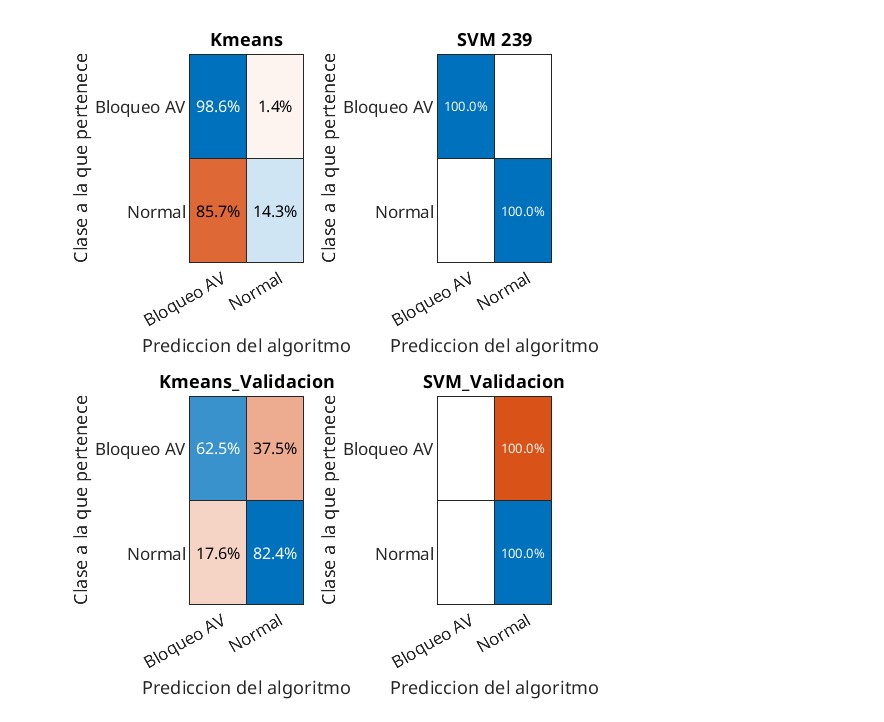 Kmeans
Clase a la que pertenece
Bloqueo AV
98.6%
1.4%
Normal
85.7%
14.3%
Bloqueo AV
Normal
Prediccion del algoritmo
SVM 239
Clase a la que pertenece
Bloqueo AV
100.0%
Normal
100.0%
Bloqueo AV
Normal
Prediccion del algoritmo
Kmeans_Validacion
Clase a la que pertenece
Bloqueo AV
62.5%
37.5%
Normal
17.6%
82.4%
Bloqueo AV
Normal
Prediccion del algoritmo
SVM_Validacion
Clase a la que pertenece
Bloqueo AV
100.0%
Normal
100.0%
Bloqueo AV
Normal
Prediccion del algoritmo